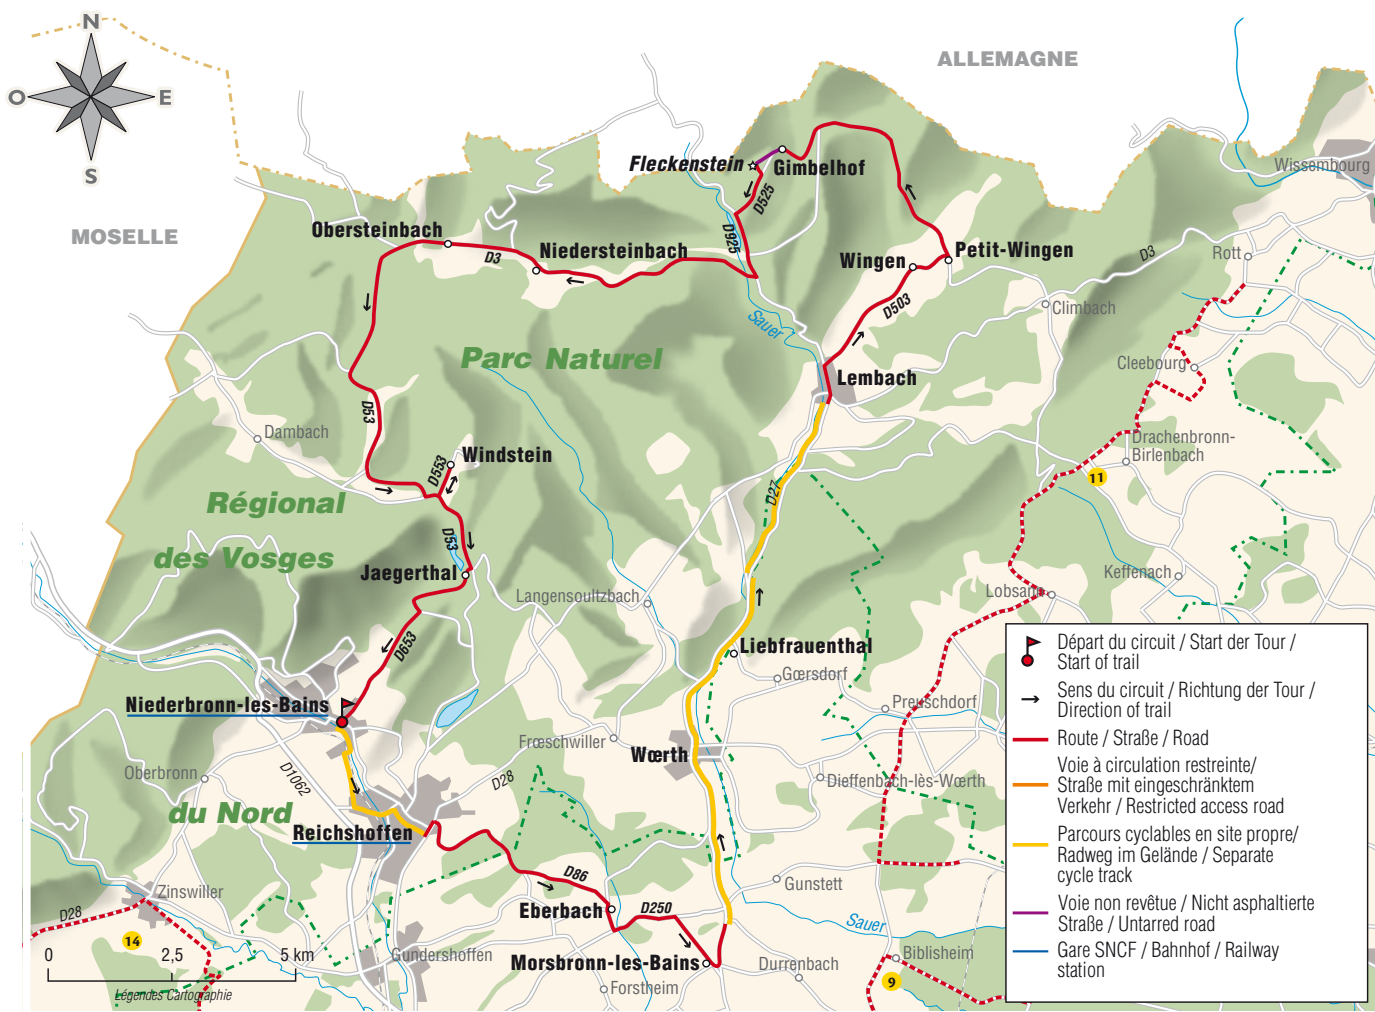 N
O
E
S
ALLEMAGNE
MOSELLE
Wissembourg
Fleckenstein
Gimbelhof
D525
D925
Obersteinbach
D3
Niedersteinbach
Wingen
Petit-Wingen
D3
Rott
Climbach
D503
Sauer
Parc Naturel
Lembach
Cleebourg
D53
Dambach
Windstein
D553
Drachenbronn-
Birlenbach
11
D27
Régional
des Vosges
D53
Jaegerthal
Langensoultzbach
Keffenach
Lobsann
D653
Liebfrauenthal
Gœrsdorf
Preuschdorf
Niederbronn-les-Bains
Frœschwiller
Wœrth
Oberbronn
D1062
D28
Dieffenbach-lès-Wœrth
du Nord
Reichshoffen
D86
Gunstett
Zinswiller
D28
Eberbach
D250
Sauer
14
Gundershoffen
Morsbronn-les-Bains
Durrenbach
Biblisheim
Forstheim
9
0
2,5
5 km
Légendes Cartographie
Départ du circuit / Start der Tour /
Start of trail
Sens du circuit / Richtung der Tour /
Direction of trail
Route / Straße / Road
Voie à circulation restreinte/
Straße mit eingeschränktem
Verkehr / Restricted access road
Parcours cyclables en site propre/
Radweg im Gelände / Separate
cycle track
Voie non revêtue / Nicht asphaltierte
Straße / Untarred road
Gare SNCF / Bahnhof / Railway
station